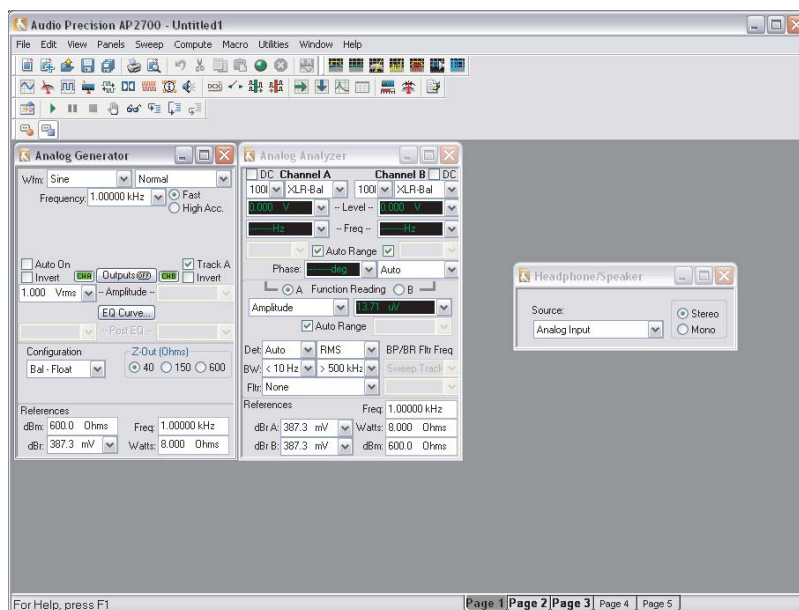 Audio Precision AP2700 - Untitled1
File Edit View Panels Sweep Compute Macro Utilities Window Help
Analog Generator
Wfm: Sine Normal
Frequency: 1.00000 kHz Fast
High Acc.
Auto On Track A
Invert CHA Outputs OFF CHB Invert
1.000 Vrms -- Amplitude --
EQ Curve...
-- Post EQ --
Configuration Z-Out (Ohms)
Bal - Float 40 150 600
References
dBm: 600.0 Ohms Freq: 1.00000 kHz
dBr: 387.3 mV Watts: 8.000 Ohms
Analog Analyzer
DC Channel A Channel B DC
100l XLR-Bal 100l XLR-Bal
0.000 V -- Level -- 0.000 V
-------Hz -- Freq -- -------Hz
Auto Range
Phase: -------deg Auto
A Function Reading B
Amplitude 13.71 uV
Auto Range
Det: Auto RMS BP/BR Fltr Freq
BW: < 10 Hz > 500 kHz Sweep Track
Fltr: None
References Freq: 1.00000 kHz
dBr A: 387.3 mV Watts: 8.000 Ohms
dBr B: 387.3 mV dBm: 600.0 Ohms
Headphone/Speaker
Source: Stereo
Analog Input Mono
For Help, press F1
Page 1 Page 2 Page 3 Page 4 Page 5